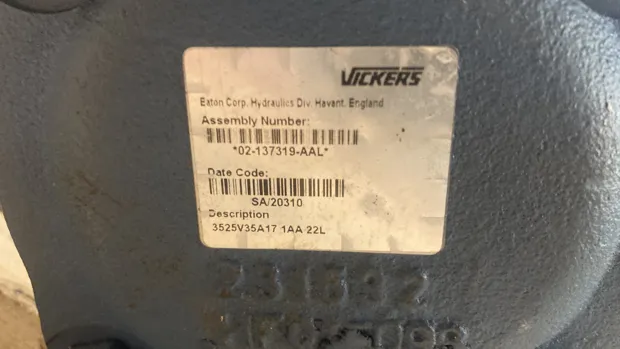 VICKERS
Eaton Corp. Hydraulics Div. Havant. England
Assembly Number:
*02-137319-AAL*
Date Code:
SA/20310
Description
3525V35A17 1AA 22L